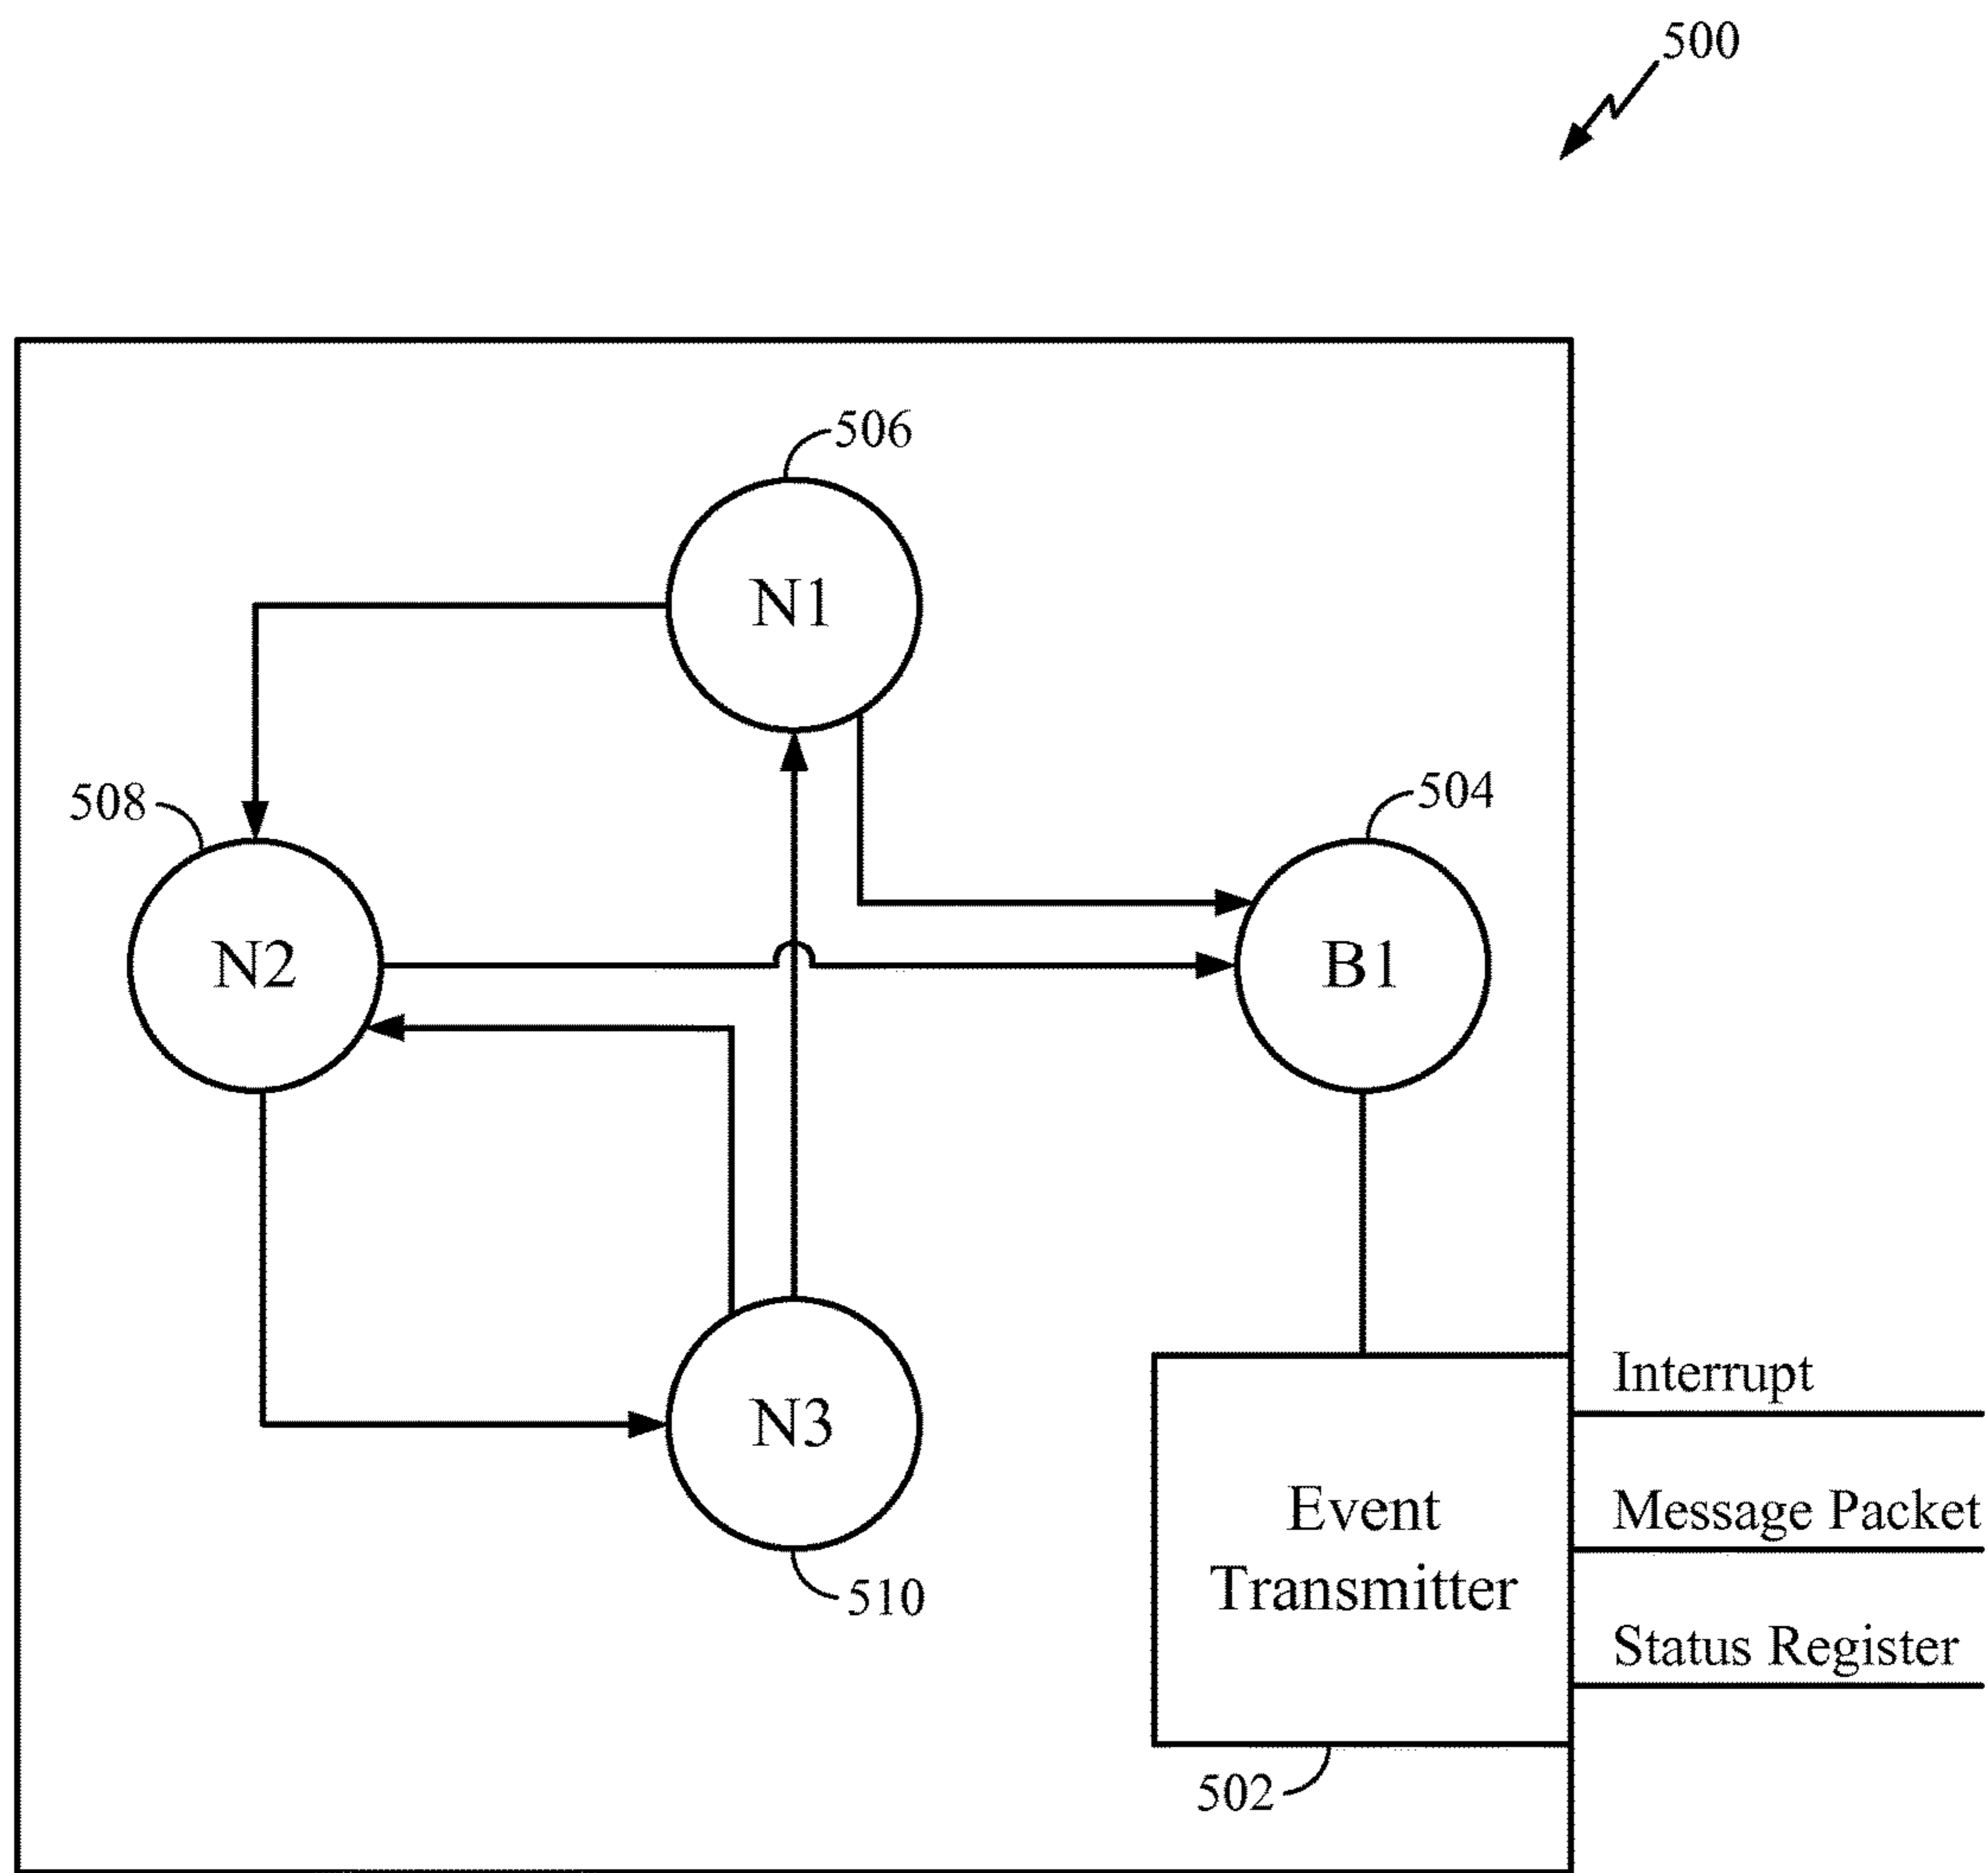 500
506
N1
508
504
N2
B1
N3
510
Interrupt
Event
Transmitter
Message Packet
Status Register
502